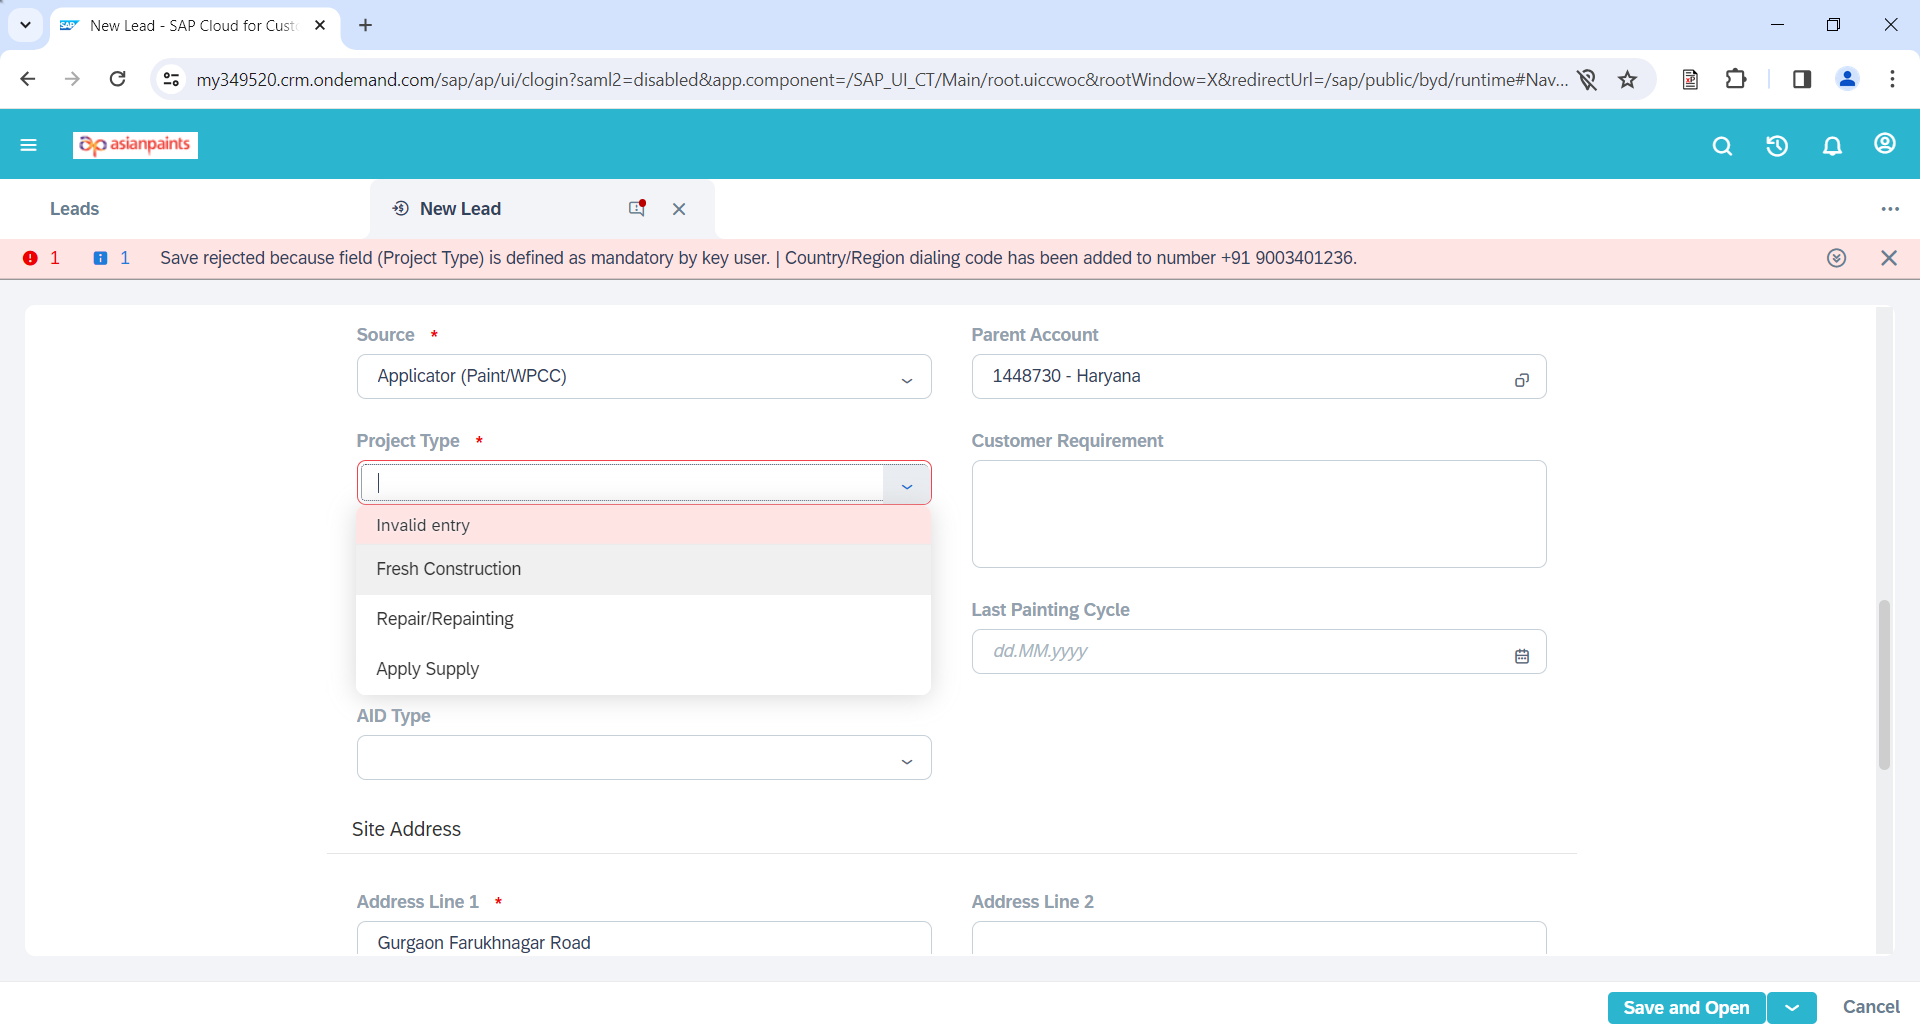 New Lead - SAP Cloud for Cust
my349520.crm.ondemand.com/sap/ap/ui/clogin?saml2=disabled&app.component=/SAP_UI_CT/Main/root.uiccwoc&rootWindow=X&redirectUrl=/sap/public/byd/runtime#Nav...
ap asianpaints
Leads
New Lead
1 1 Save rejected because field (Project Type) is defined as mandatory by key user. | Country/Region dialing code has been added to number +91 9003401236.
Source *
Parent Account
Applicator (Paint/WPCC)
1448730 - Haryana
Project Type *
Customer Requirement
Invalid entry
Fresh Construction
Repair/Repainting
Apply Supply
Last Painting Cycle
dd.MM.yyyy
AID Type
Site Address
Address Line 1 *
Address Line 2
Gurgaon Farukhnagar Road
Save and Open
Cancel